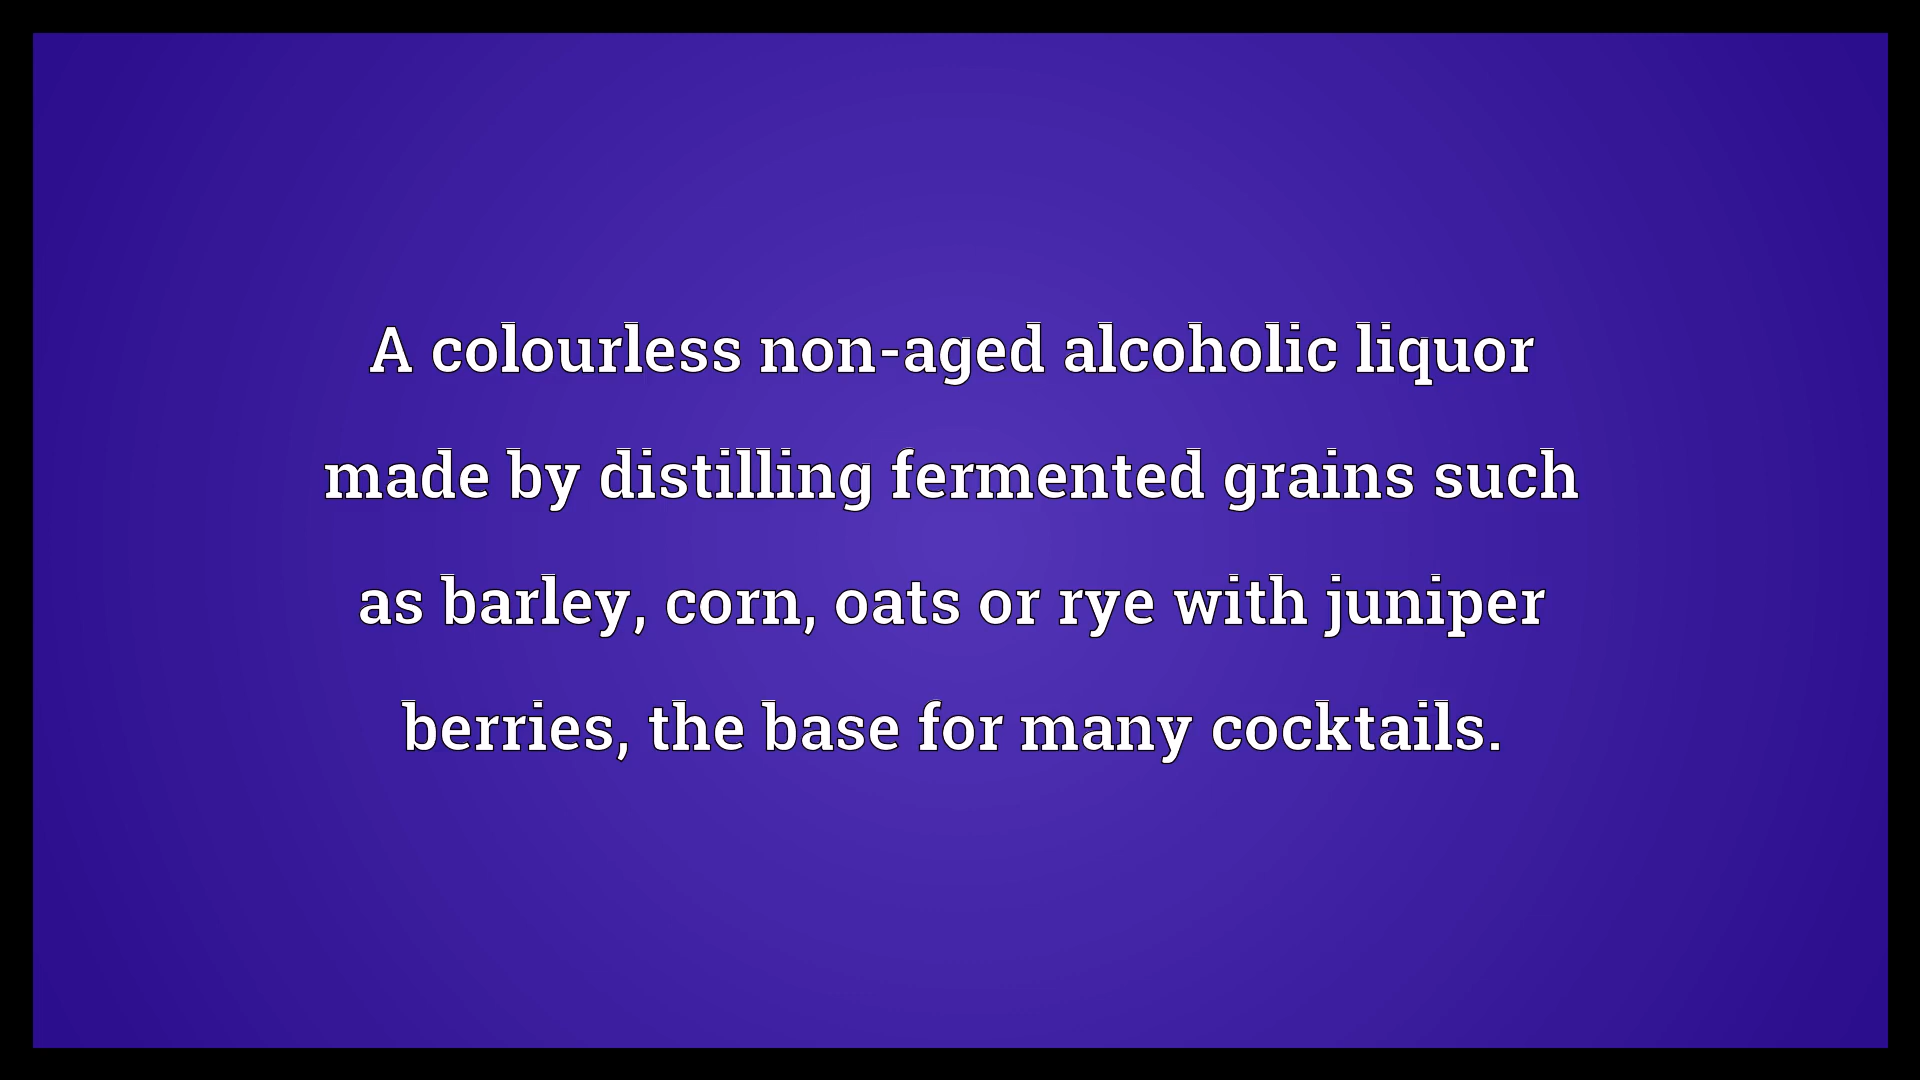 A colourless non-aged alcoholic liquor
made by distilling fermented grains such
as barley, corn, oats or rye with juniper
berries, the base for many cocktails.